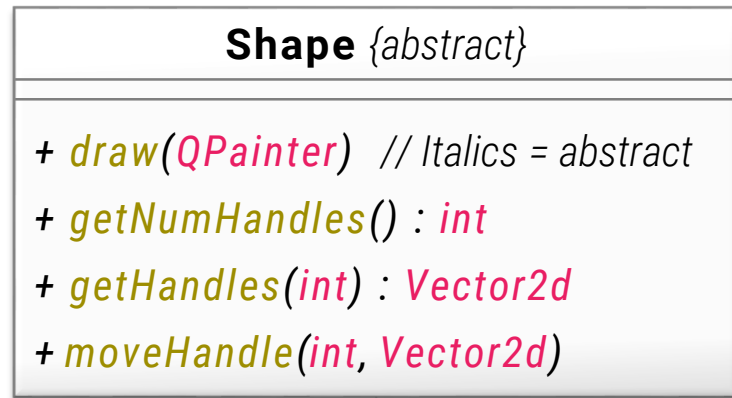 Shape {abstract}
+ draw(QPainter) // Italics = abstract
+ getNumHandles() : int
+ getHandles(int) : Vector2d
+ moveHandle(int, Vector2d)